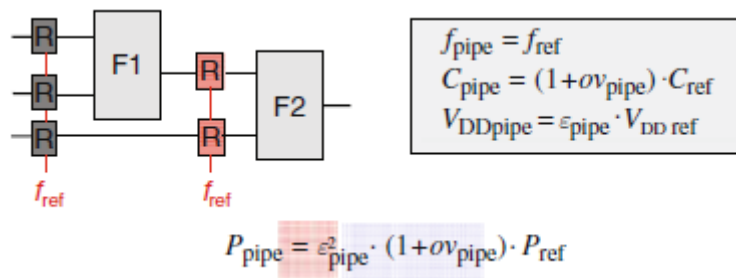 R
R
R
F1
R
R
F2
f_ref
f_ref
f_pipe = f_ref
C_pipe = (1+ov_pipe) · C_ref
V_DDpipe = ε_pipe · V_DD ref
P_pipe = ε²_pipe · (1+ov_pipe) · P_ref